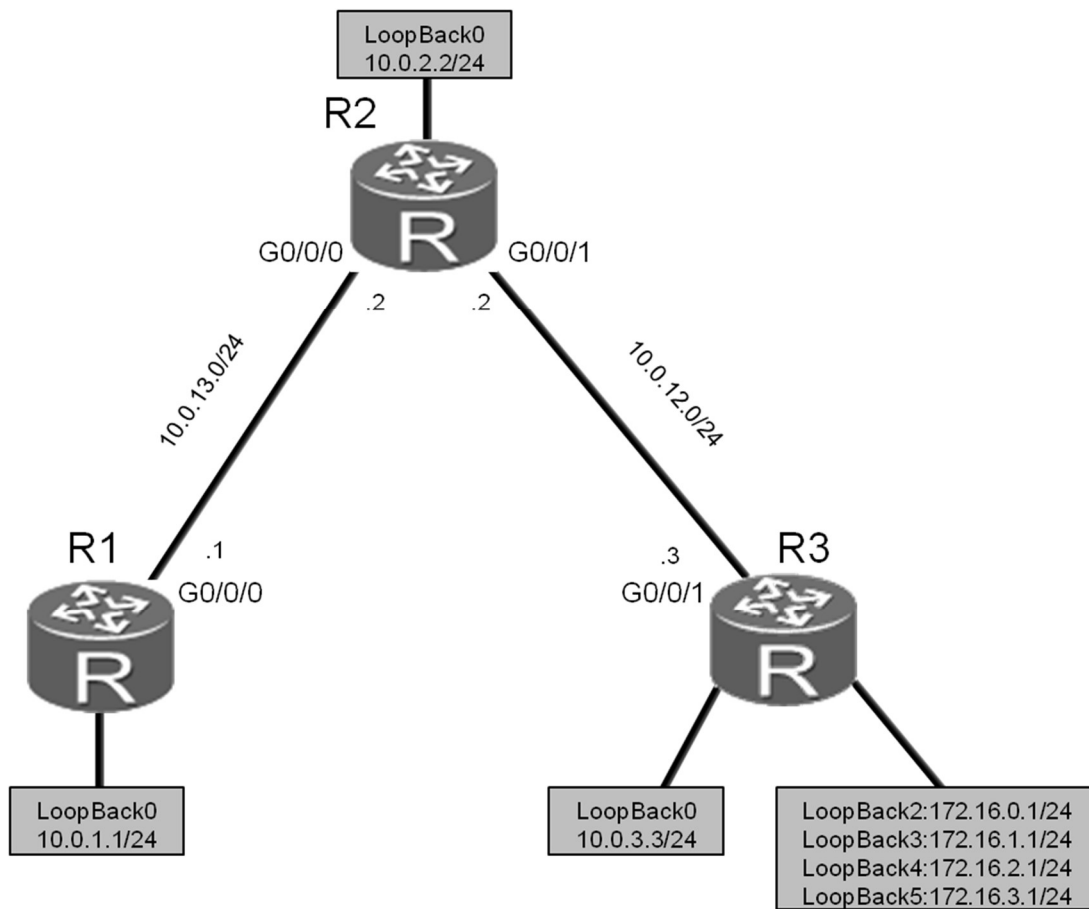 LoopBack0
10.0.2.2/24
R2
R
G0/0/0
G0/0/1
.2
.2
10.0.13.0/24
10.0.12.0/24
R1
.1
G0/0/0
R
.3
R3
G0/0/1
R
LoopBack0
10.0.1.1/24
LoopBack0
10.0.3.3/24
LoopBack2:172.16.0.1/24
LoopBack3:172.16.1.1/24
LoopBack4:172.16.2.1/24
LoopBack5:172.16.3.1/24